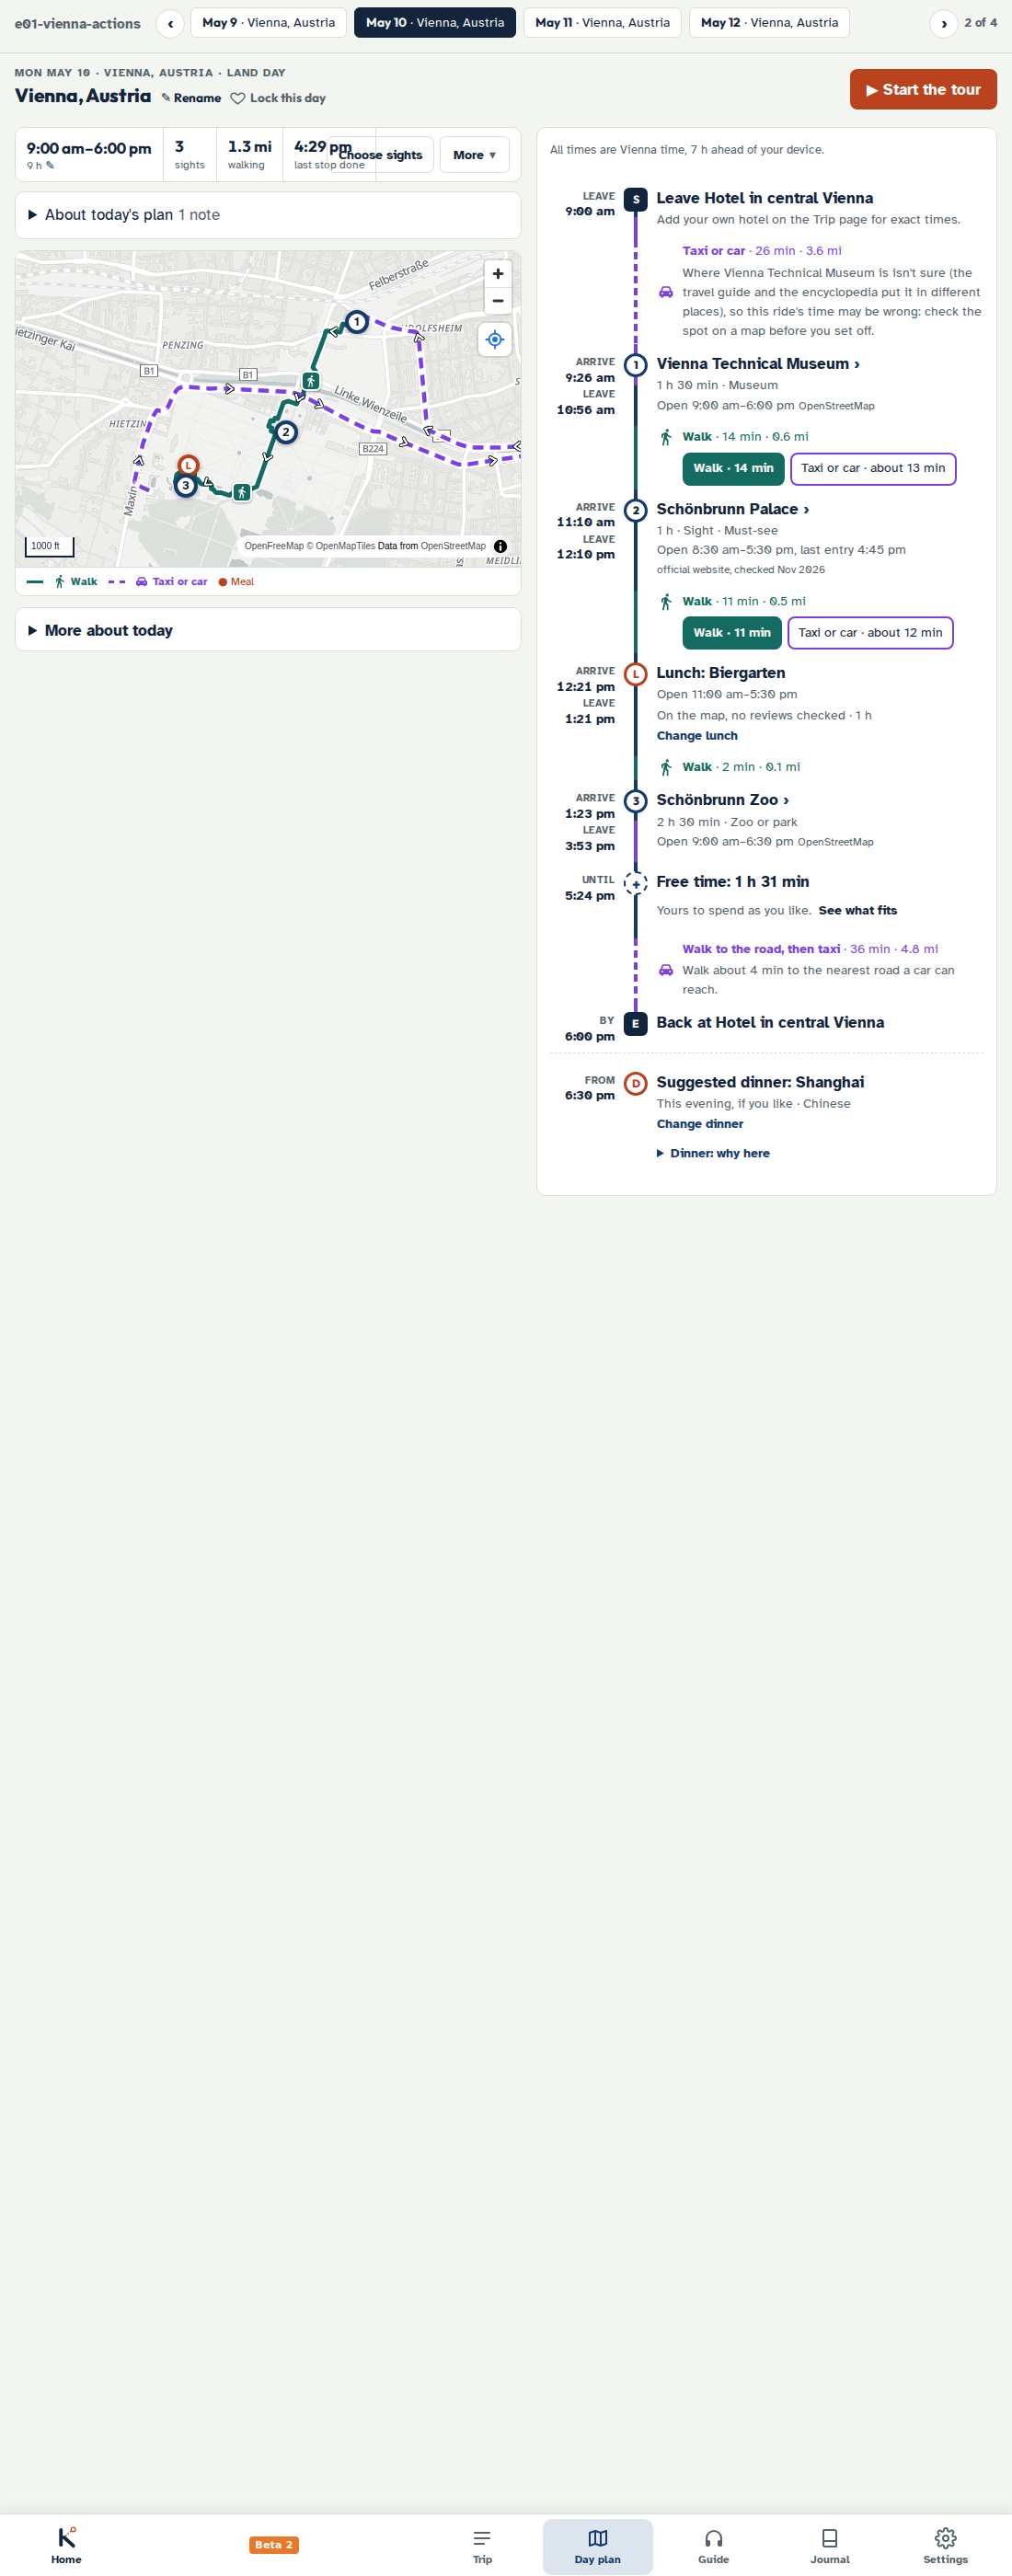 e01-vienna-actions
‹
May 9 · Vienna, Austria
May 10 · Vienna, Austria
May 11 · Vienna, Austria
May 12 · Vienna, Austria
›
2 of 4
MON MAY 10 · VIENNA, AUSTRIA · LAND DAY
Vienna, Austria ✎ Rename Lock this day
▶ Start the tour
9:00 am–6:00 pm
9 h ✎
3
sights
1.3 mi
walking
4:29 pm
last stop done
Choose sights
More ▾
▶ About today's plan 1 note
Felberstraße
PENZING
B1
B1
Linke Wienzeile
HIETZIN
B224
1
2
L
3
+
−
1000 ft
OpenFreeMap © OpenMapTiles Data from OpenStreetMap
Walk
Taxi or car
Meal
▶ More about today
All times are Vienna time, 7 h ahead of your device.
LEAVE
9:00 am
S
Leave Hotel in central Vienna
Add your own hotel on the Trip page for exact times.
Taxi or car · 26 min · 3.6 mi
Where Vienna Technical Museum is isn't sure (the
travel guide and the encyclopedia put it in different
places), so this ride's time may be wrong: check the
spot on a map before you set off.
ARRIVE
9:26 am
LEAVE
10:56 am
1
Vienna Technical Museum ›
1 h 30 min · Museum
Open 9:00 am–6:00 pm OpenStreetMap
Walk · 14 min · 0.6 mi
Walk · 14 min
Taxi or car · about 13 min
ARRIVE
11:10 am
LEAVE
12:10 pm
2
Schönbrunn Palace ›
1 h · Sight · Must-see
Open 8:30 am–5:30 pm, last entry 4:45 pm
official website, checked Nov 2026
Walk · 11 min · 0.5 mi
Walk · 11 min
Taxi or car · about 12 min
ARRIVE
12:21 pm
LEAVE
1:21 pm
L
Lunch: Biergarten
Open 11:00 am–5:30 pm
On the map, no reviews checked · 1 h
Change lunch
Walk · 2 min · 0.1 mi
ARRIVE
1:23 pm
LEAVE
3:53 pm
3
Schönbrunn Zoo ›
2 h 30 min · Zoo or park
Open 9:00 am–6:30 pm OpenStreetMap
UNTIL
5:24 pm
+
Free time: 1 h 31 min
Yours to spend as you like. See what fits
Walk to the road, then taxi · 36 min · 4.8 mi
Walk about 4 min to the nearest road a car can
reach.
BY
6:00 pm
E
Back at Hotel in central Vienna
FROM
6:30 pm
D
Suggested dinner: Shanghai
This evening, if you like · Chinese
Change dinner
▶ Dinner: why here
Home
Beta 2
Trip
Day plan
Guide
Journal
Settings